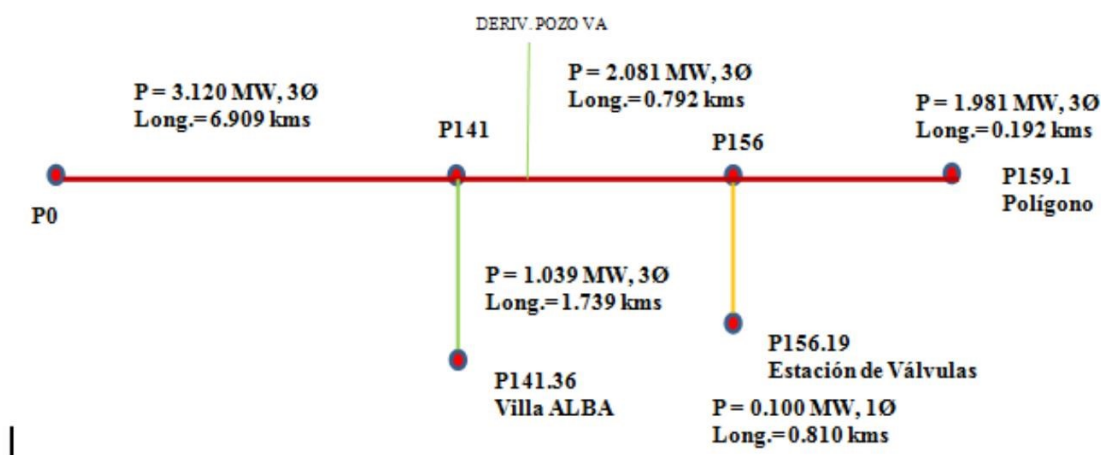 DERIV. POZO VA
P = 3.120 MW, 3Ø
Long.= 6.909 kms
P = 2.081 MW, 3Ø
Long.= 0.792 kms
P = 1.981 MW, 3Ø
Long.= 0.192 kms
P141
P156
P159.1
Polígono
P0
P = 1.039 MW, 3Ø
Long.= 1.739 kms
P141.36
Villa ALBA
P156.19
Estación de Válvulas
P = 0.100 MW, 1Ø
Long.= 0.810 kms